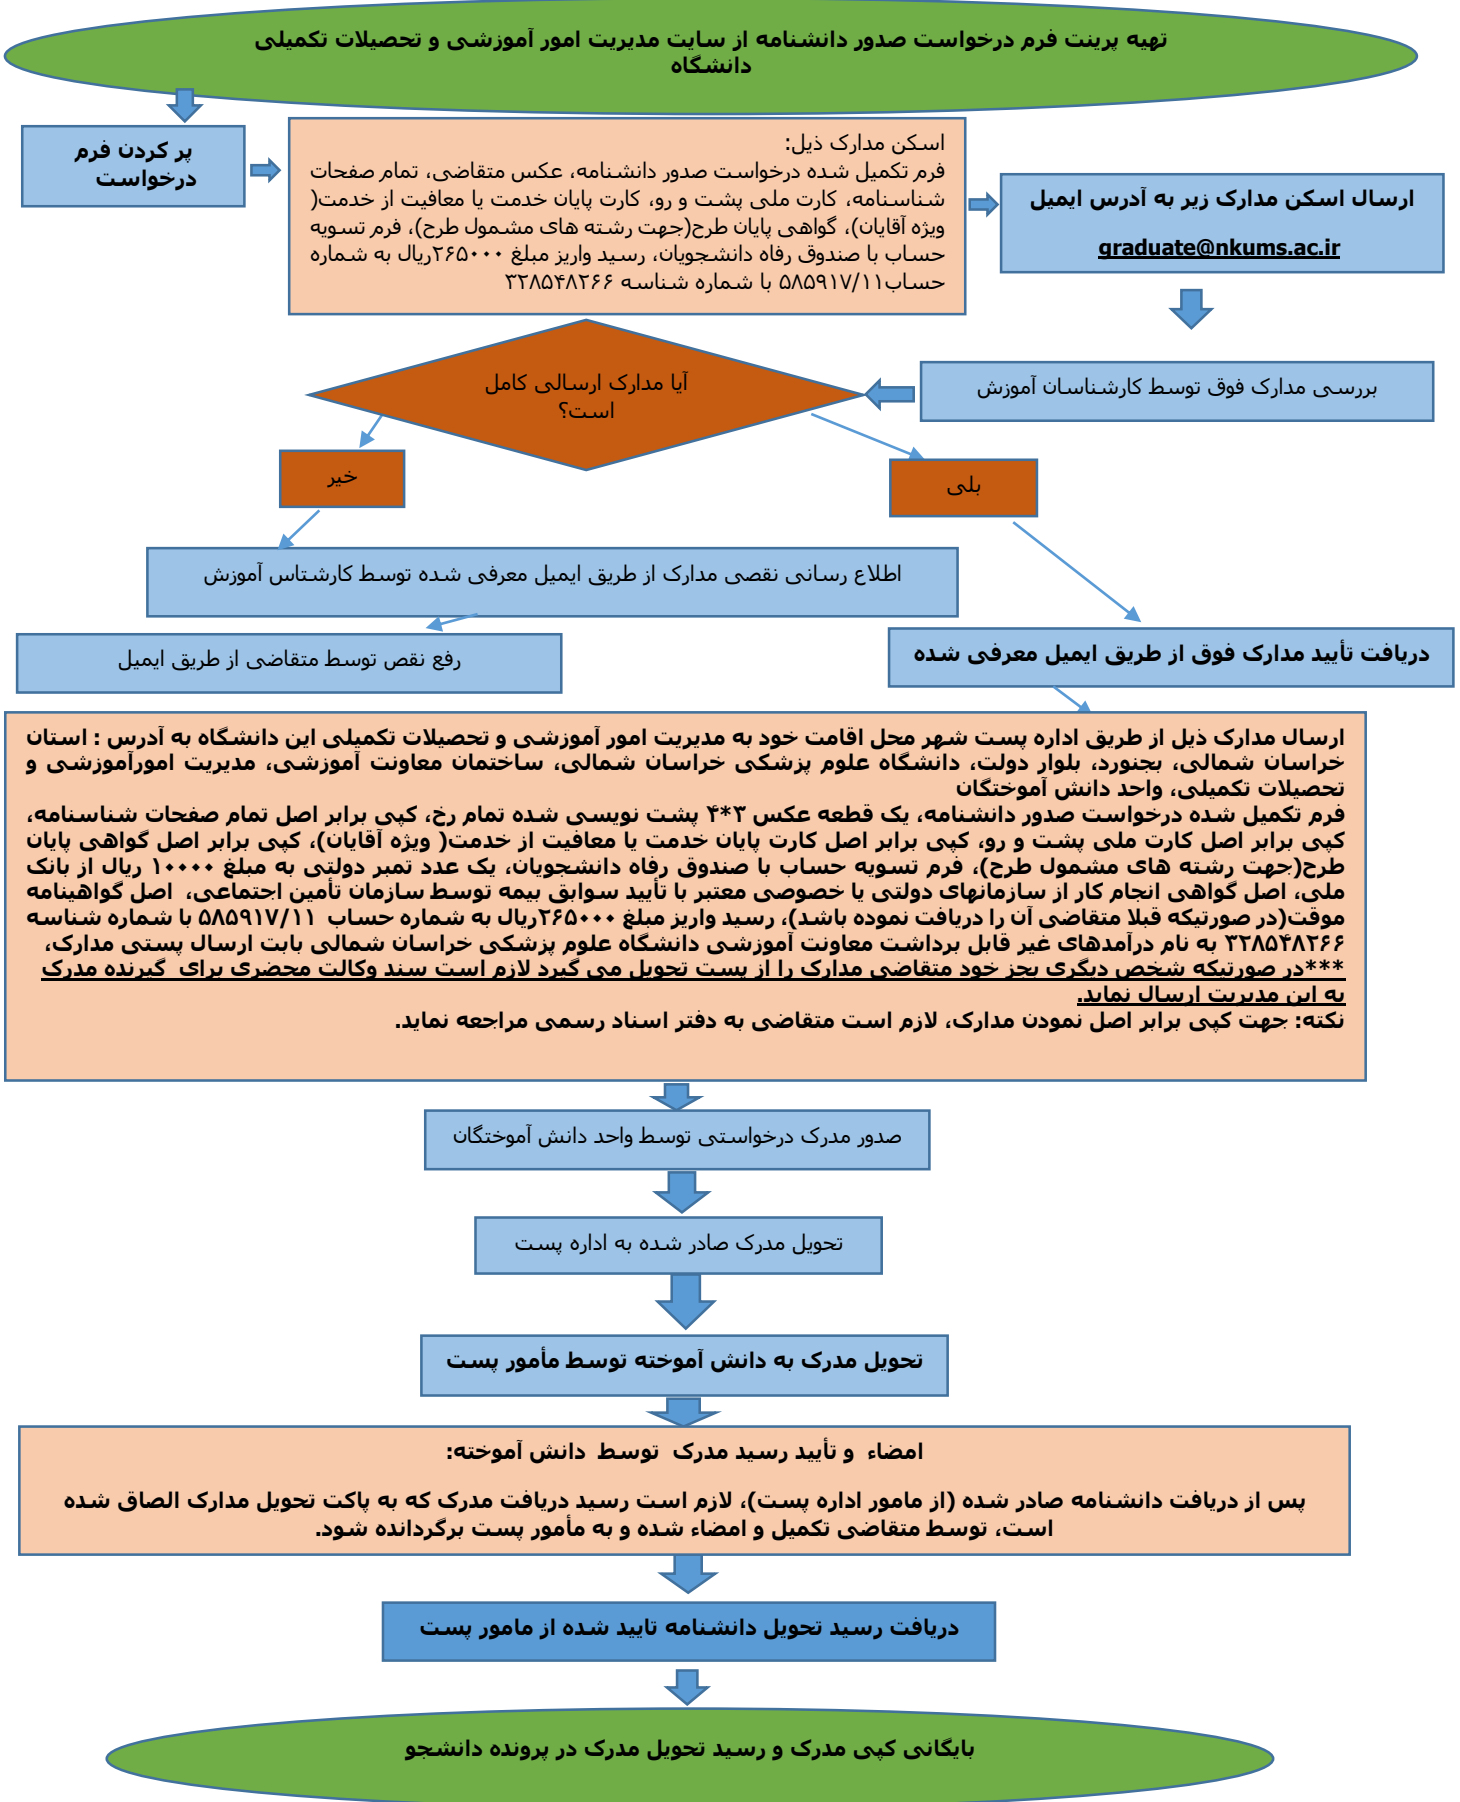 تهیه پرینت فرم درخواست صدور دانشنامه از سایت مدیریت امور آموزشی و تحصیلات تکمیلی
دانشگاه
پر کردن فرم
درخواست
اسکن مدارک ذیل:
فرم تکمیل شده درخواست صدور دانشنامه، عکس متقاضی، تمام صفحات
شناسنامه، کارت ملی پشت و رو، کارت پایان خدمت یا معافیت از خدمت(
ویژه آقایان)، گواهی پایان طرح(جهت رشته های مشمول طرح)، فرم تسویه
حساب با صندوق رفاه دانشجویان، رسید واریز مبلغ ۲۶۵۰۰۰ریال به شماره
حساب۵۸۵۹۱۷/۱۱ با شماره شناسه ۳۲۸۵۴۸۲۶۶
ارسال اسکن مدارک زیر به آدرس ایمیل
graduate@nkums.ac.ir
بررسی مدارک فوق توسط کارشناسان آموزش
آیا مدارک ارسالی کامل
است؟
خیر
بلی
اطلاع رسانی نقصی مدارک از طریق ایمیل معرفی شده توسط کارشتاس آموزش
رفع نقص توسط متقاضی از طریق ایمیل
دریافت تأیید مدارک فوق از طریق ایمیل معرفی شده
ارسال مدارک ذیل از طریق اداره پست شهر محل اقامت خود به مدیریت امور آموزشی و تحصیلات تکمیلی این دانشگاه به آدرس : استان
خراسان شمالی، بجنورد، بلوار دولت، دانشگاه علوم پزشکی خراسان شمالی، ساختمان معاونت آموزشی، مدیریت امورآموزشی و
تحصیلات تکمیلی، واحد دانش آموختگان
فرم تکمیل شده درخواست صدور دانشنامه، یک قطعه عکس ۳*۴ پشت نویسی شده تمام رخ، کپی برابر اصل تمام صفحات شناسنامه،
کپی برابر اصل کارت ملی پشت و رو، کپی برابر اصل کارت پایان خدمت یا معافیت از خدمت( ویژه آقایان)، کپی برابر اصل گواهی پایان
طرح(جهت رشته های مشمول طرح)، فرم تسویه حساب با صندوق رفاه دانشجویان، یک عدد تمبر دولتی به مبلغ ۱۰۰۰۰ ریال از بانک
ملی، اصل گواهی انجام کار از سازمانهای دولتی یا خصوصی معتبر با تأیید سوابق بیمه توسط سازمان تأمین اجتماعی، اصل گواهینامه
موقت(در صورتیکه قبلا متقاضی آن را دریافت نموده باشد)، رسید واریز مبلغ ۲۶۵۰۰۰ریال به شماره حساب ۵۸۵۹۱۷/۱۱ با شماره شناسه
۳۲۸۵۴۸۲۶۶ به نام درآمدهای غیر قابل برداشت معاونت آموزشی دانشگاه علوم پزشکی خراسان شمالی بابت ارسال پستی مدارک،
***در صورتیکه شخص دیگری بجز خود متقاضی مدارک را از پست تحویل می گیرد لازم است سند وکالت محضری برای گیرنده مدرک
به این مدیریت ارسال نماید.
نکته: جهت کپی برابر اصل نمودن مدارک، لازم است متقاضی به دفتر اسناد رسمی مراجعه نماید.
صدور مدرک درخواستی توسط واحد دانش آموختگان
تحویل مدرک صادر شده به اداره پست
تحویل مدرک به دانش آموخته توسط مأمور پست
امضاء و تأیید رسید مدرک توسط دانش آموخته:
پس از دریافت دانشنامه صادر شده (از مامور اداره پست)، لازم است رسید دریافت مدرک که به پاکت تحویل مدارک الصاق شده
است، توسط متقاضی تکمیل و امضاء شده و به مأمور پست برگردانده شود.
دریافت رسید تحویل دانشنامه تایید شده از مامور پست
بایگانی کپی مدرک و رسید تحویل مدرک در پرونده دانشجو